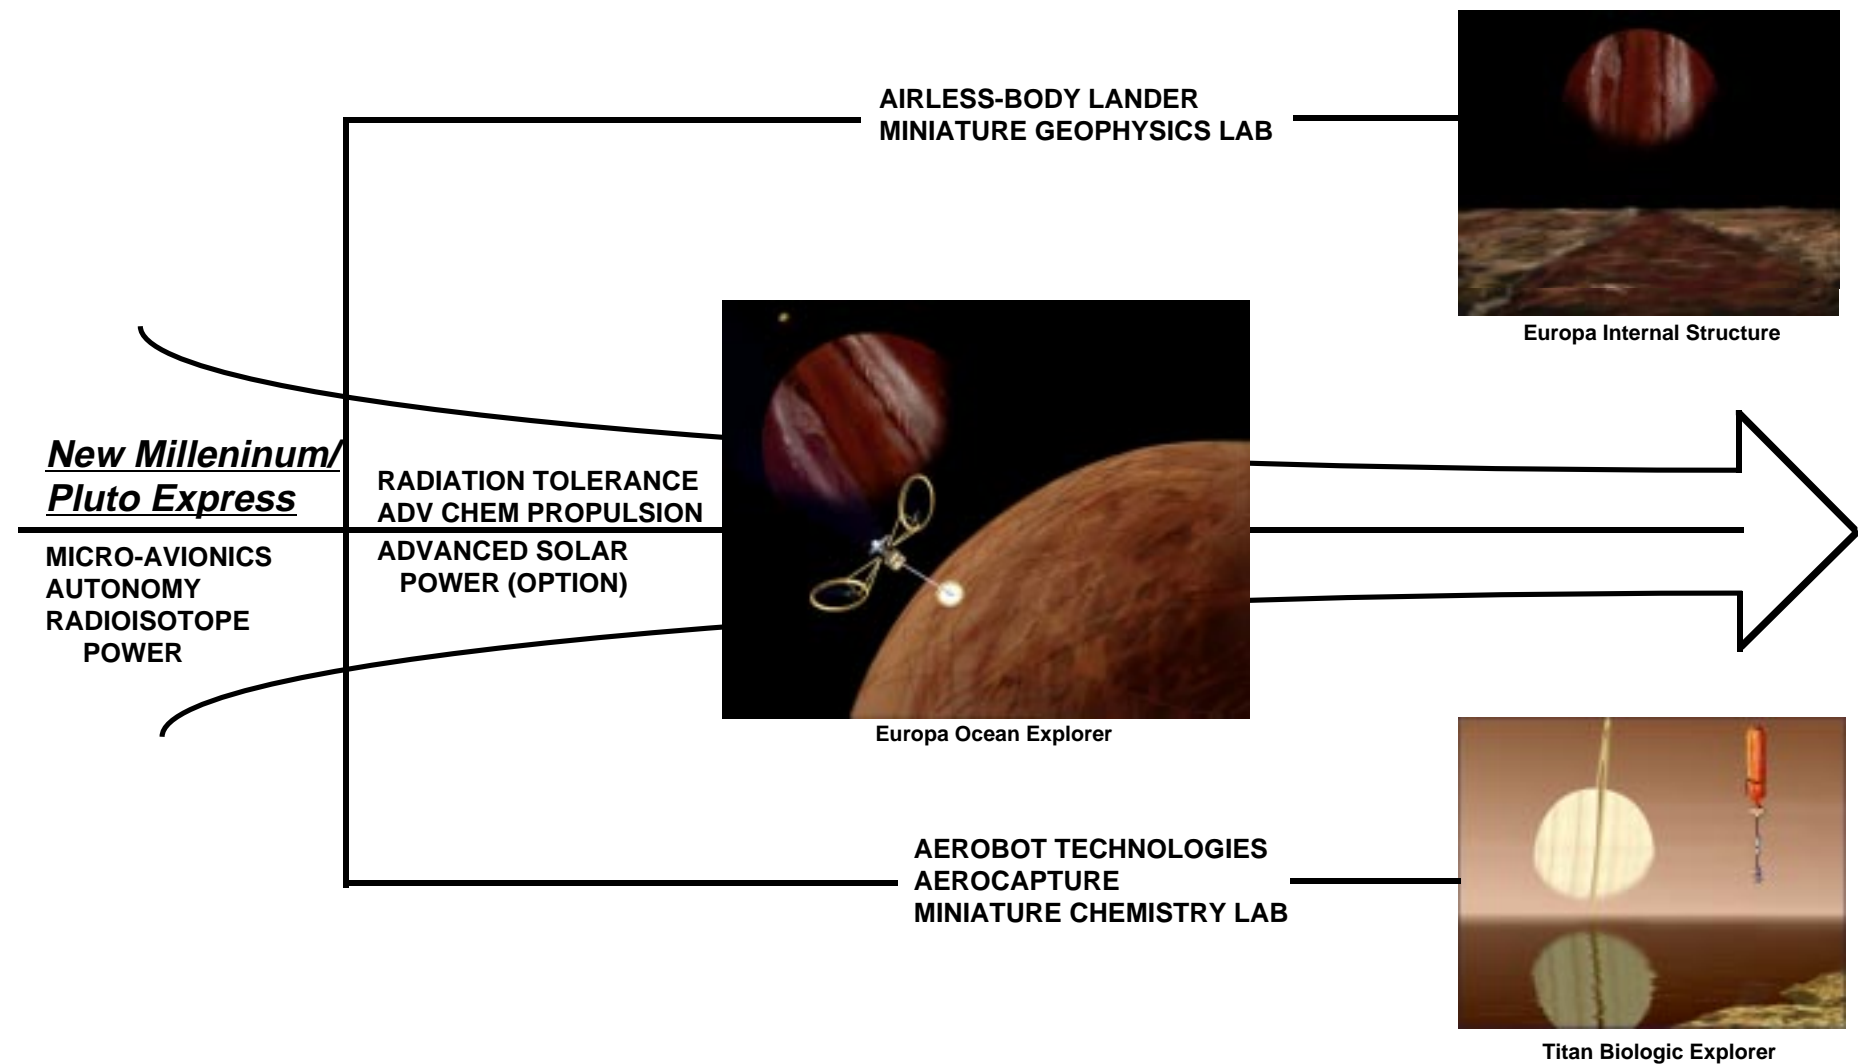 AIRLESS-BODY LANDER
MINIATURE GEOPHYSICS LAB
Europa Internal Structure
New Milleninum/
Pluto Express
MICRO-AVIONICS
AUTONOMY
RADIOISOTOPE
POWER
RADIATION TOLERANCE
ADV CHEM PROPULSION
ADVANCED SOLAR
POWER (OPTION)
Europa Ocean Explorer
AEROBOT TECHNOLOGIES
AEROCAPTURE
MINIATURE CHEMISTRY LAB
Titan Biologic Explorer